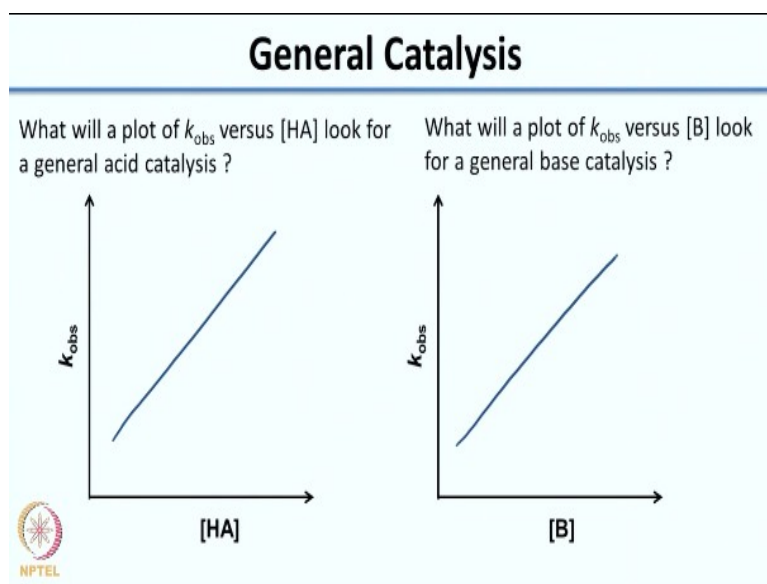 General Catalysis
What will a plot of kobs versus [HA] look for
a general acid catalysis ?
What will a plot of kobs versus [B] look
for a general base catalysis ?
kobs
[HA]
kobs
[B]
NPTEL